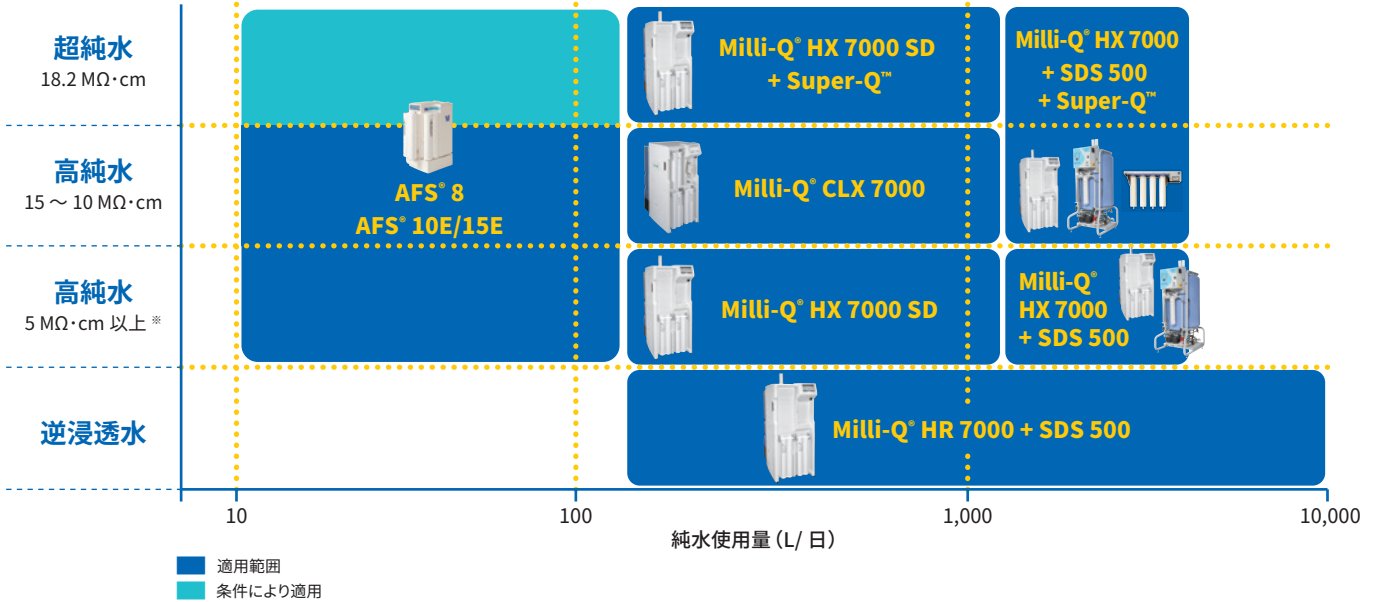 超純水
18.2 MΩ·cm
Milli-Q® HX 7000 SD
+ Super-Q™
Milli-Q® HX 7000
+ SDS 500
+ Super-Q™
高純水
15 ～ 10 MΩ·cm
AFS® 8
AFS® 10E/15E
Milli-Q® CLX 7000
高純水
5 MΩ·cm 以上 ※
Milli-Q® HX 7000 SD
Milli-Q®
HX 7000
+ SDS 500
逆浸透水
Milli-Q® HR 7000 + SDS 500
10
100
1,000
10,000
純水使用量（L/ 日）
適用範囲
条件により適用